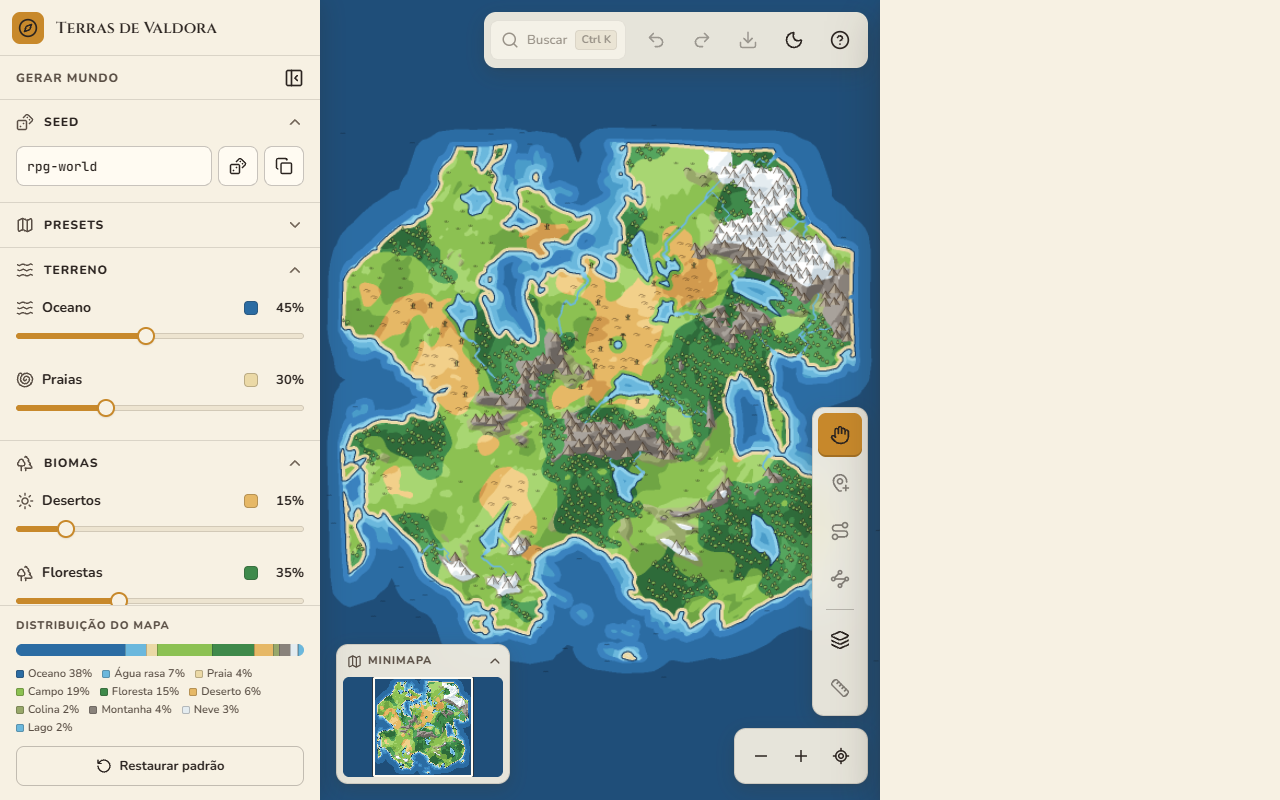 Terras de Valdora
GERAR MUNDO
SEED
rpg-world
PRESETS
TERRENO
Oceano 45%
Praias 30%
BIOMAS
Desertos 15%
Florestas 35%
DISTRIBUIÇÃO DO MAPA
Oceano 38% Água rasa 7% Praia 4%
Campo 19% Floresta 15% Deserto 6%
Colina 2% Montanha 4% Neve 3%
Lago 2%
Restaurar padrão
Buscar Ctrl K
MINIMAPA